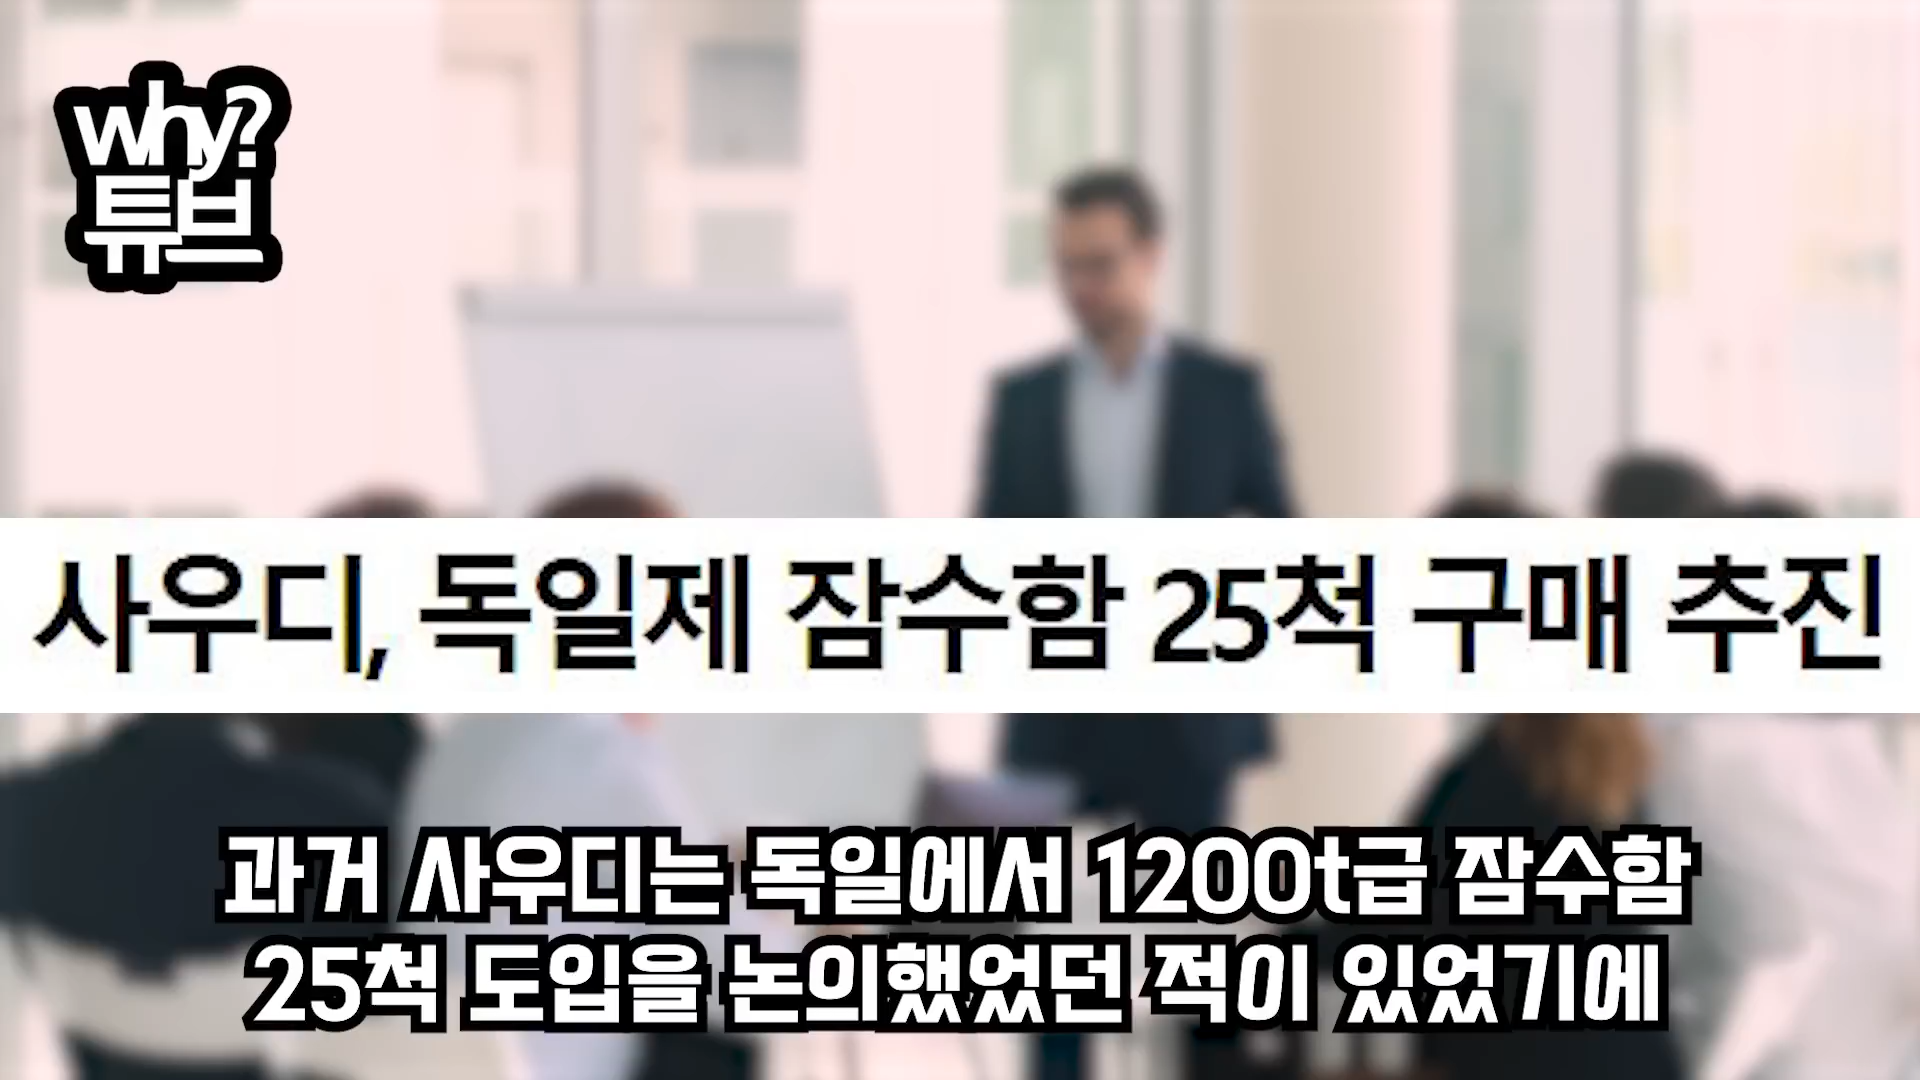 why?
튜브
사우디, 독일제 잠수함 25척 구매 추진
과거 사우디는 독일에서 1200t급 잠수함
25척 도입을 논의했었던 적이 있었기에